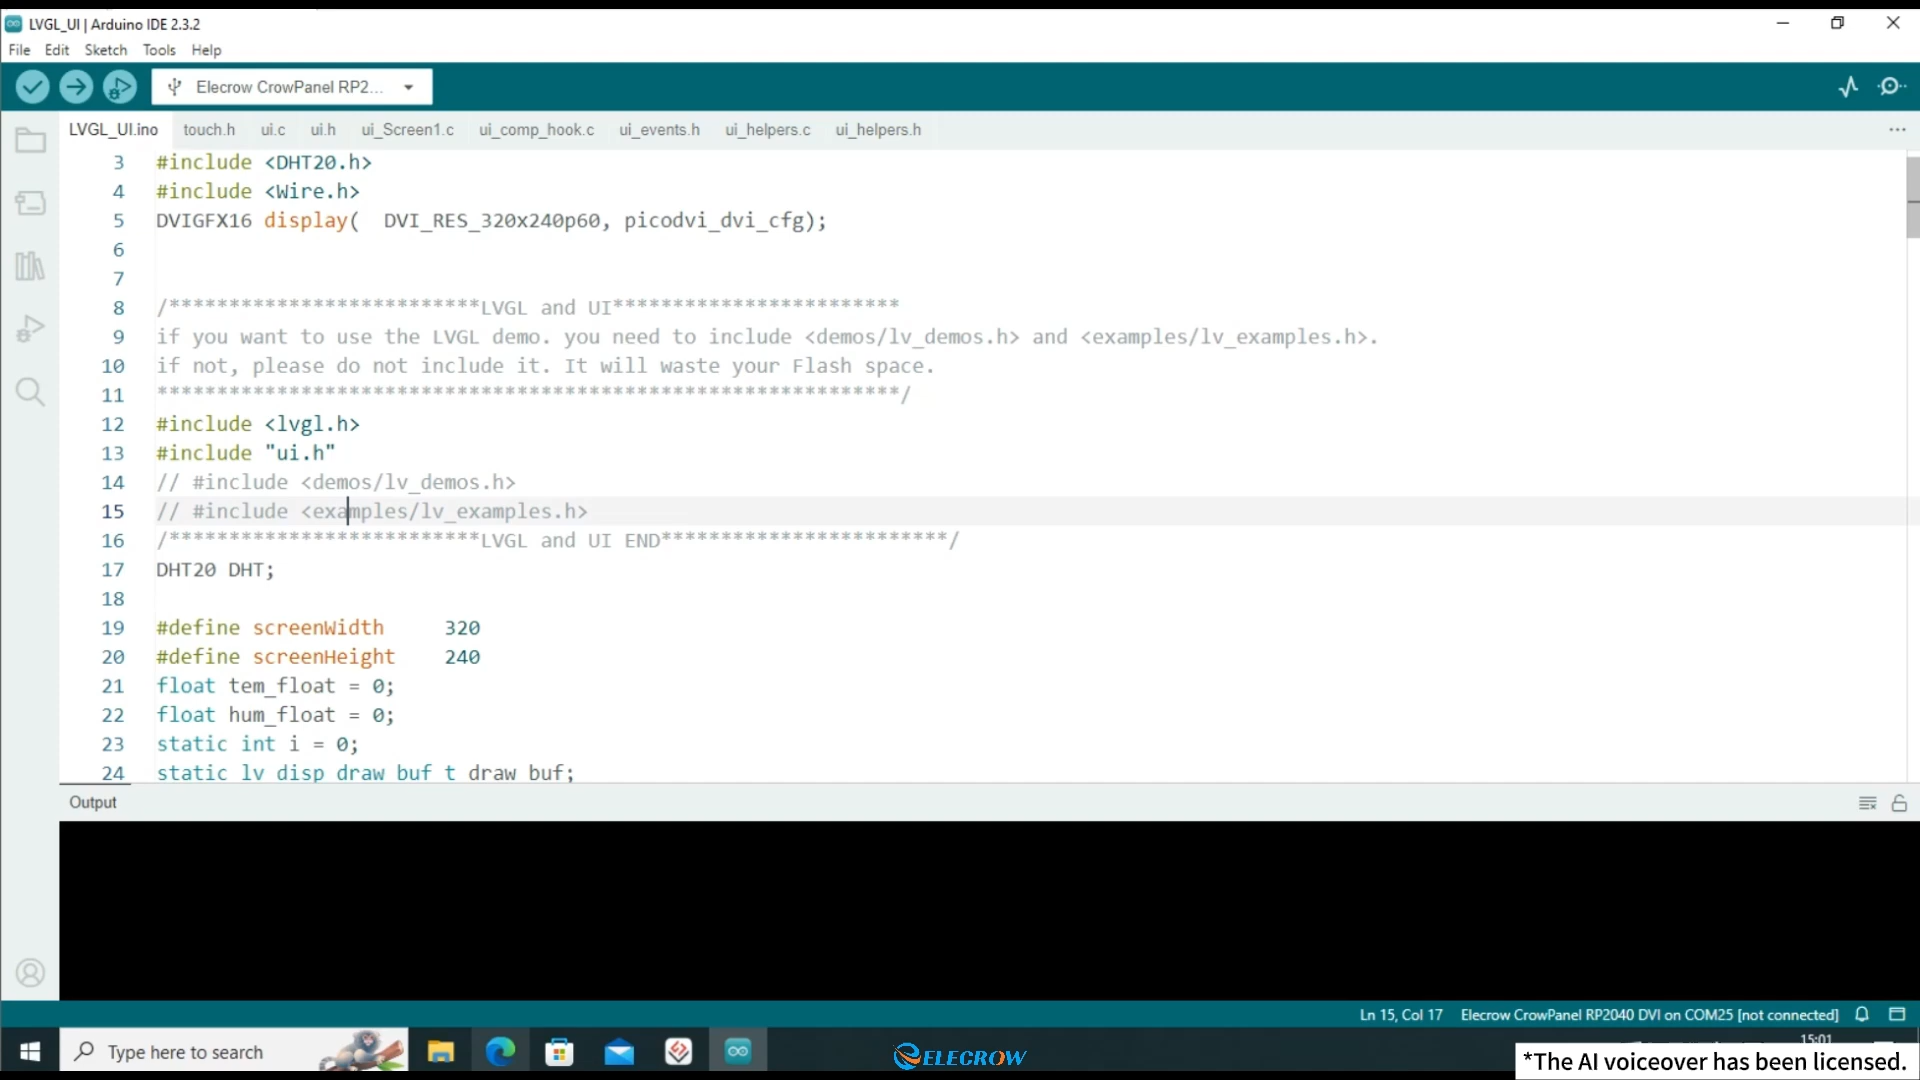 LVGL_UI | Arduino IDE 2.3.2
File Edit Sketch Tools Help
Elecrow CrowPanel RP2...
LVGL_UI.ino touch.h ui.c ui.h ui_Screen1.c ui_comp_hook.c ui_events.h ui_helpers.c ui_helpers.h
3 #include <DHT20.h>
4 #include <Wire.h>
5 DVIGFX16 display(  DVI_RES_320x240p60, picodvi_dvi_cfg);
6
7
8 /**************************LVGL and UI************************
9 if you want to use the LVGL demo. you need to include <demos/lv_demos.h> and <examples/lv_examples.h>.
10 if not, please do not include it. It will waste your Flash space.
11 **************************************************************/
12 #include <lvgl.h>
13 #include "ui.h"
14 // #include <demos/lv_demos.h>
15 // #include <examples/lv_examples.h>
16 /**************************LVGL and UI END************************/
17 DHT20 DHT;
18
19 #define screenWidth     320
20 #define screenHeight    240
21 float tem_float = 0;
22 float hum_float = 0;
23 static int i = 0;
24 static lv_disp_draw_buf_t draw_buf;
Output
Ln 15, Col 17 Elecrow CrowPanel RP2040 DVI on COM25 [not connected]
Type here to search
ELECROW
15:01
*The AI voiceover has been licensed.